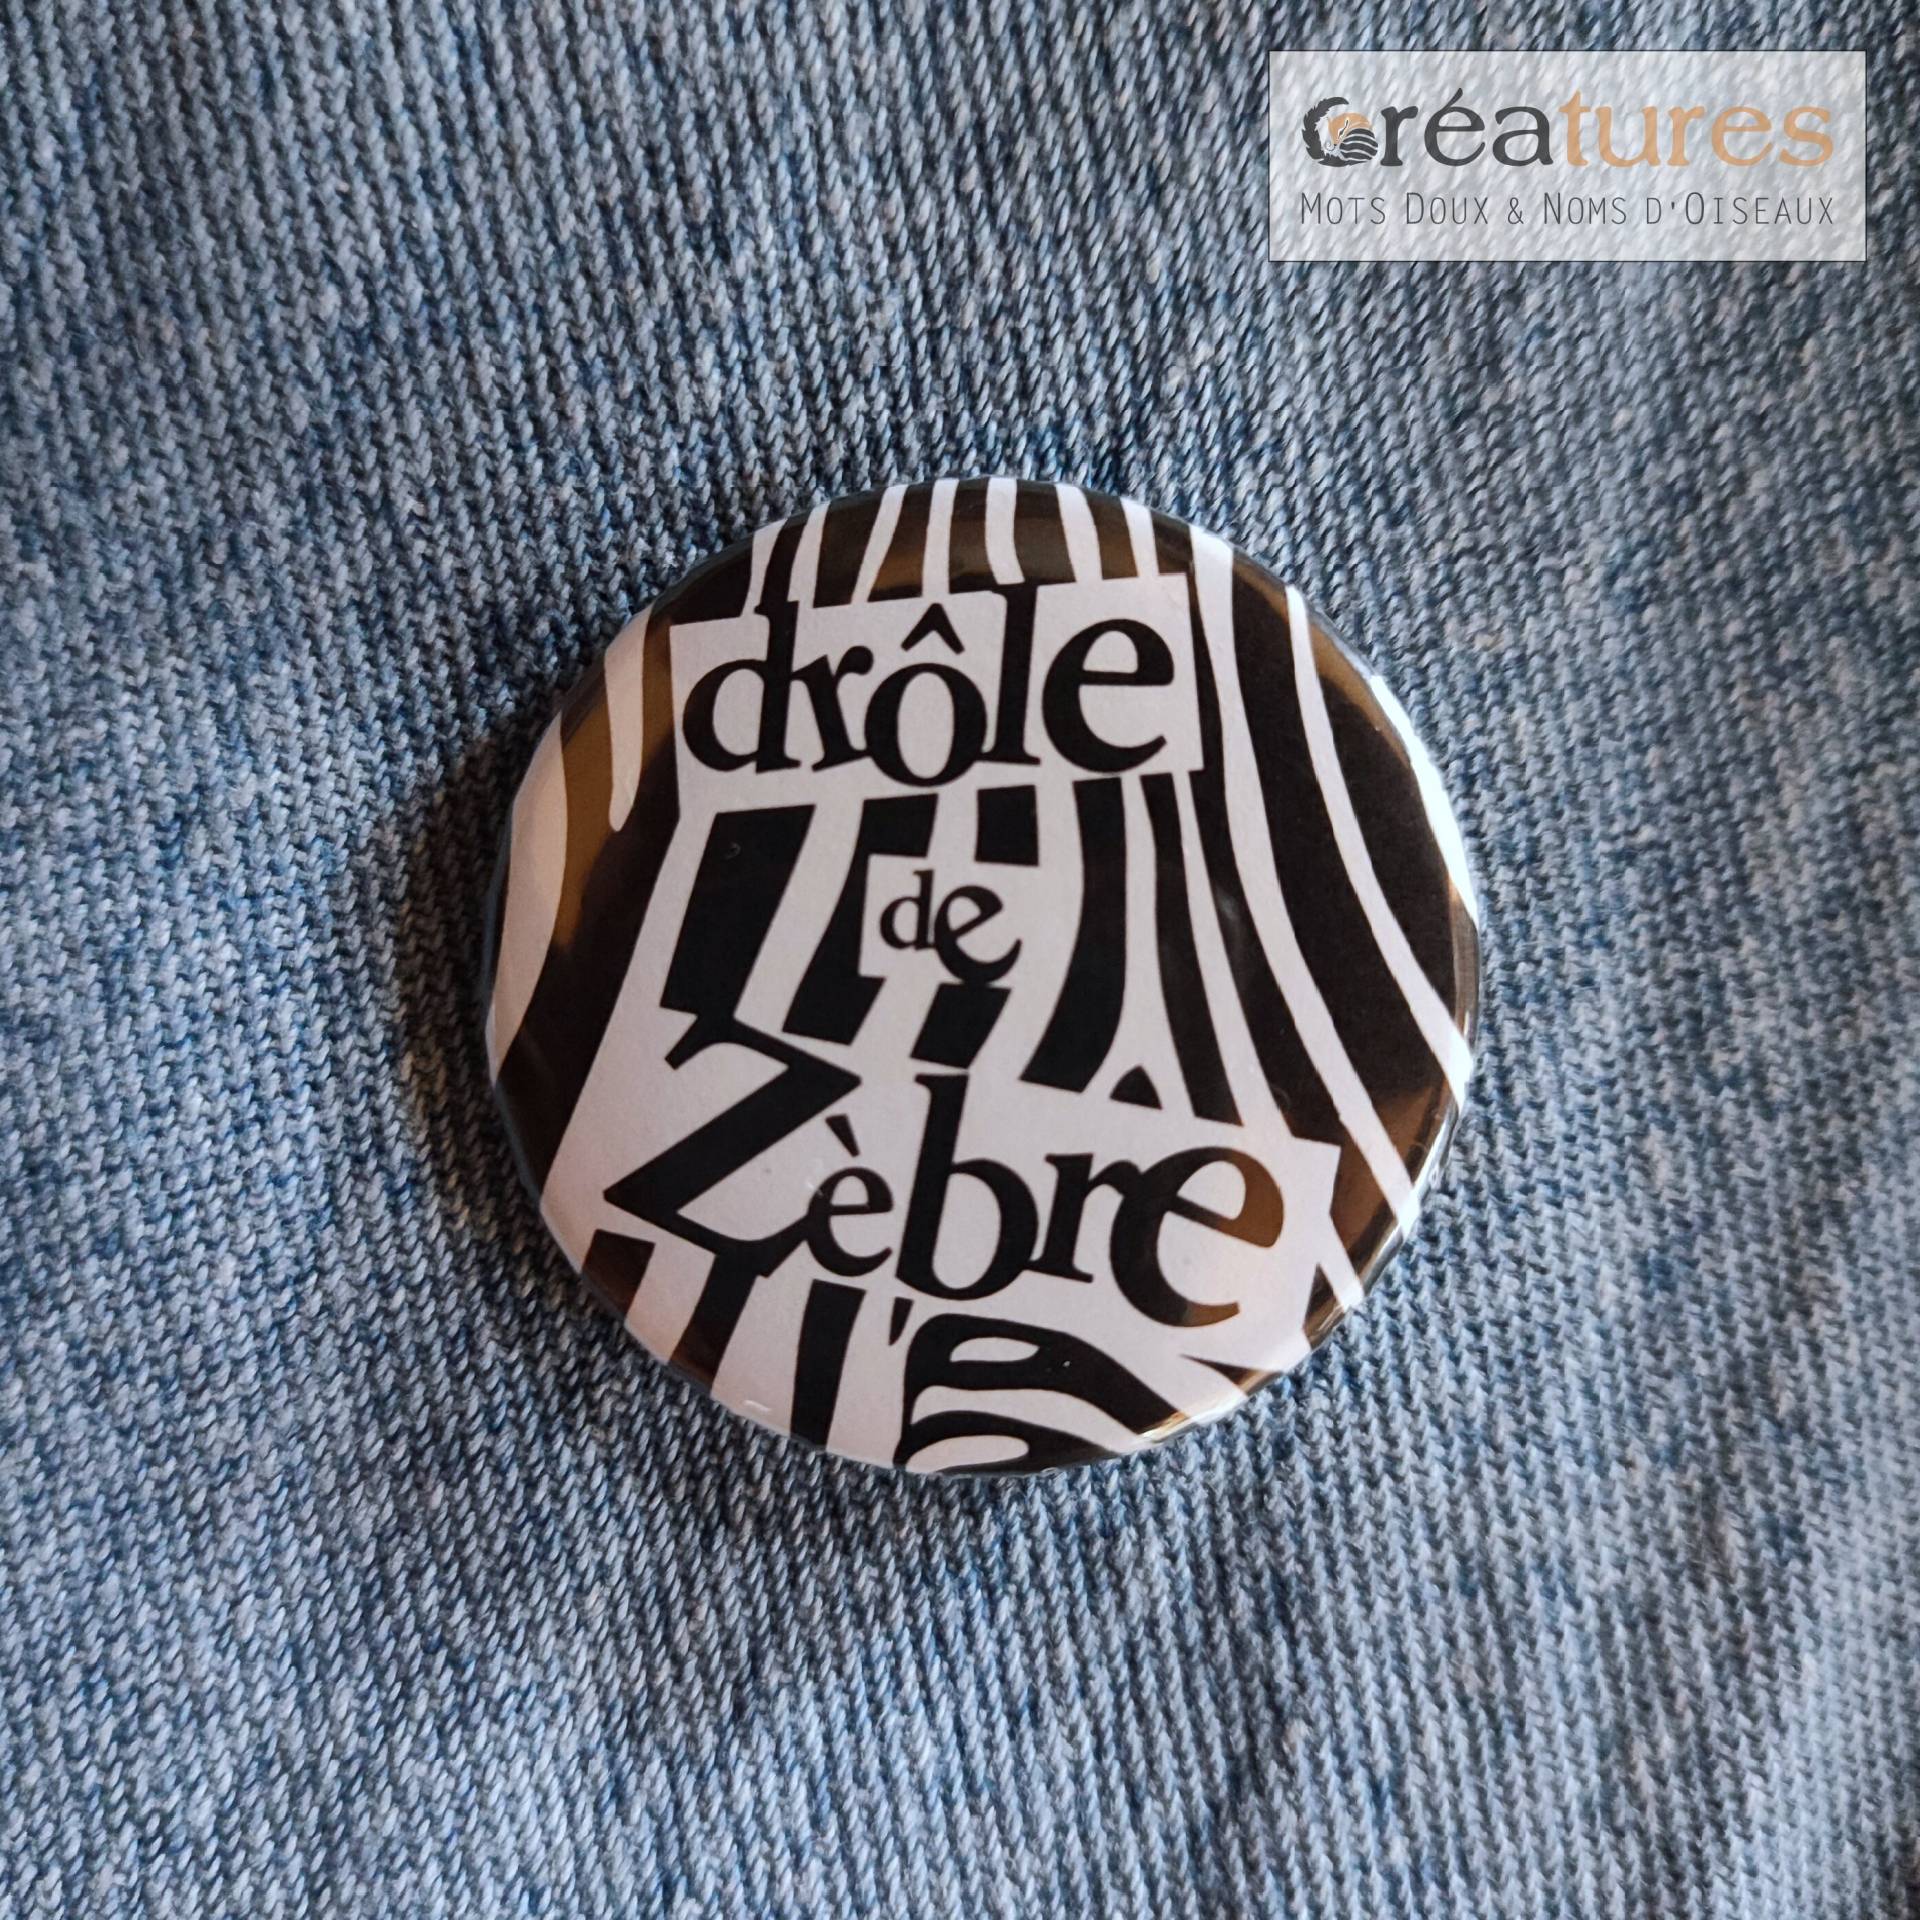 Créatures
MOTS DOUX & NOMS D'OISEAUX
drôle
de
Zèbre